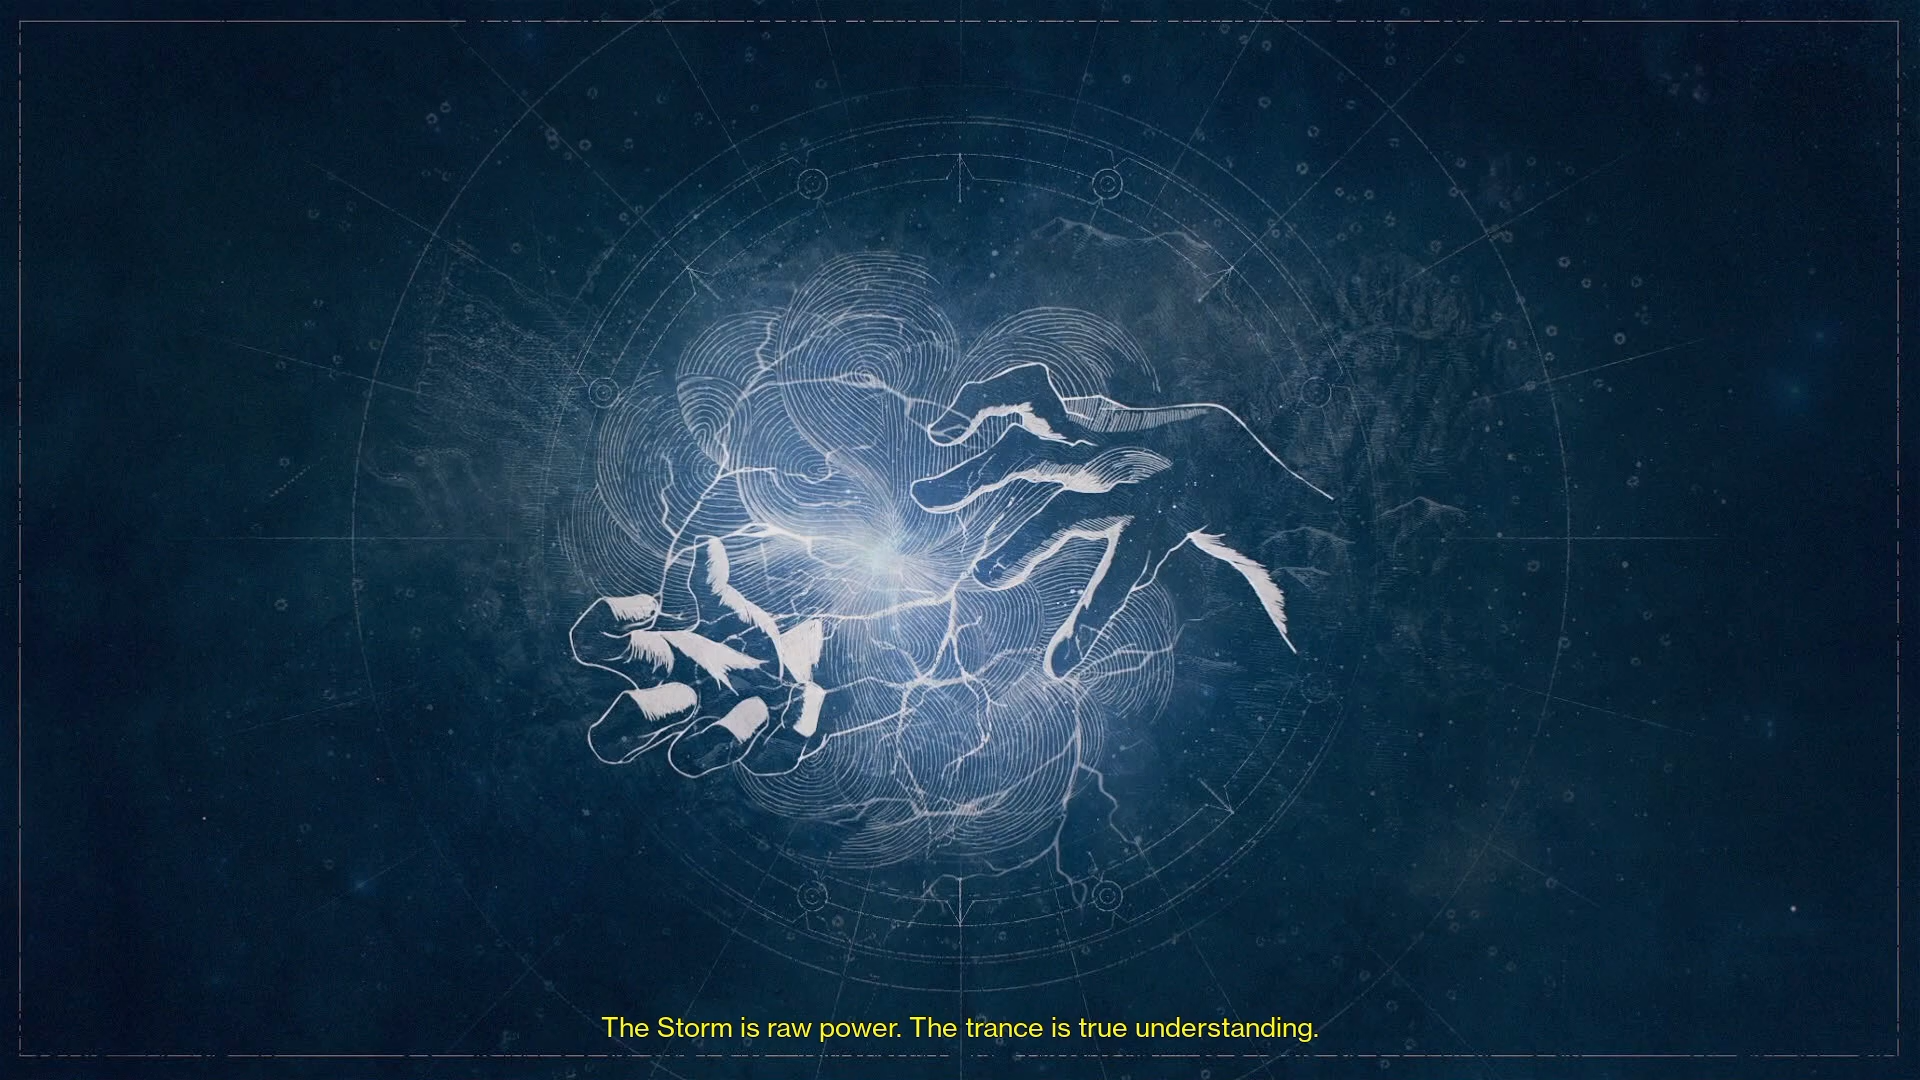 The Storm is raw power. The trance is true understanding.